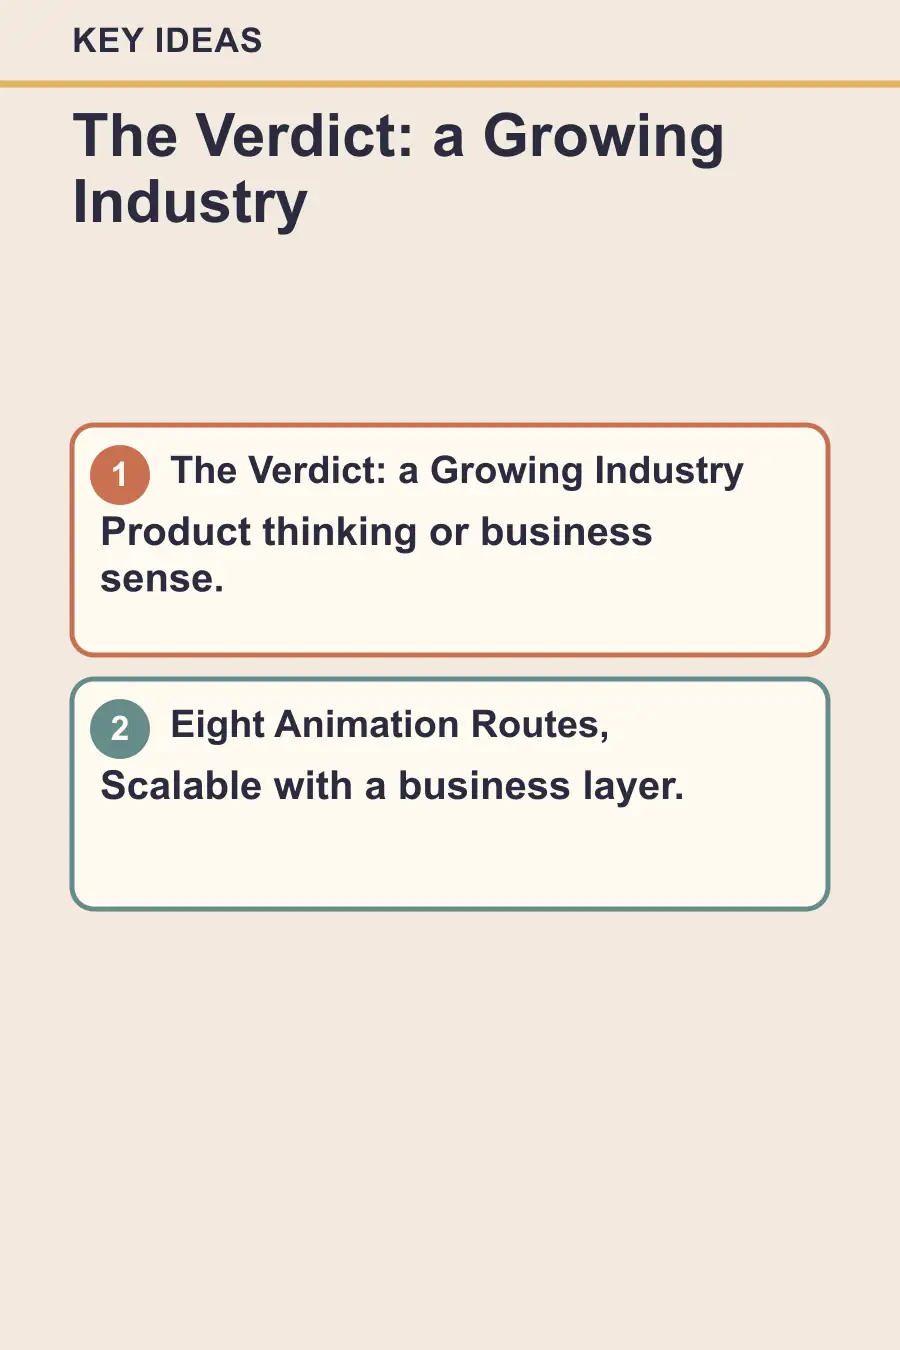 KEY IDEAS
The Verdict: a Growing
Industry
1 The Verdict: a Growing Industry
Product thinking or business
sense.
2 Eight Animation Routes,
Scalable with a business layer.